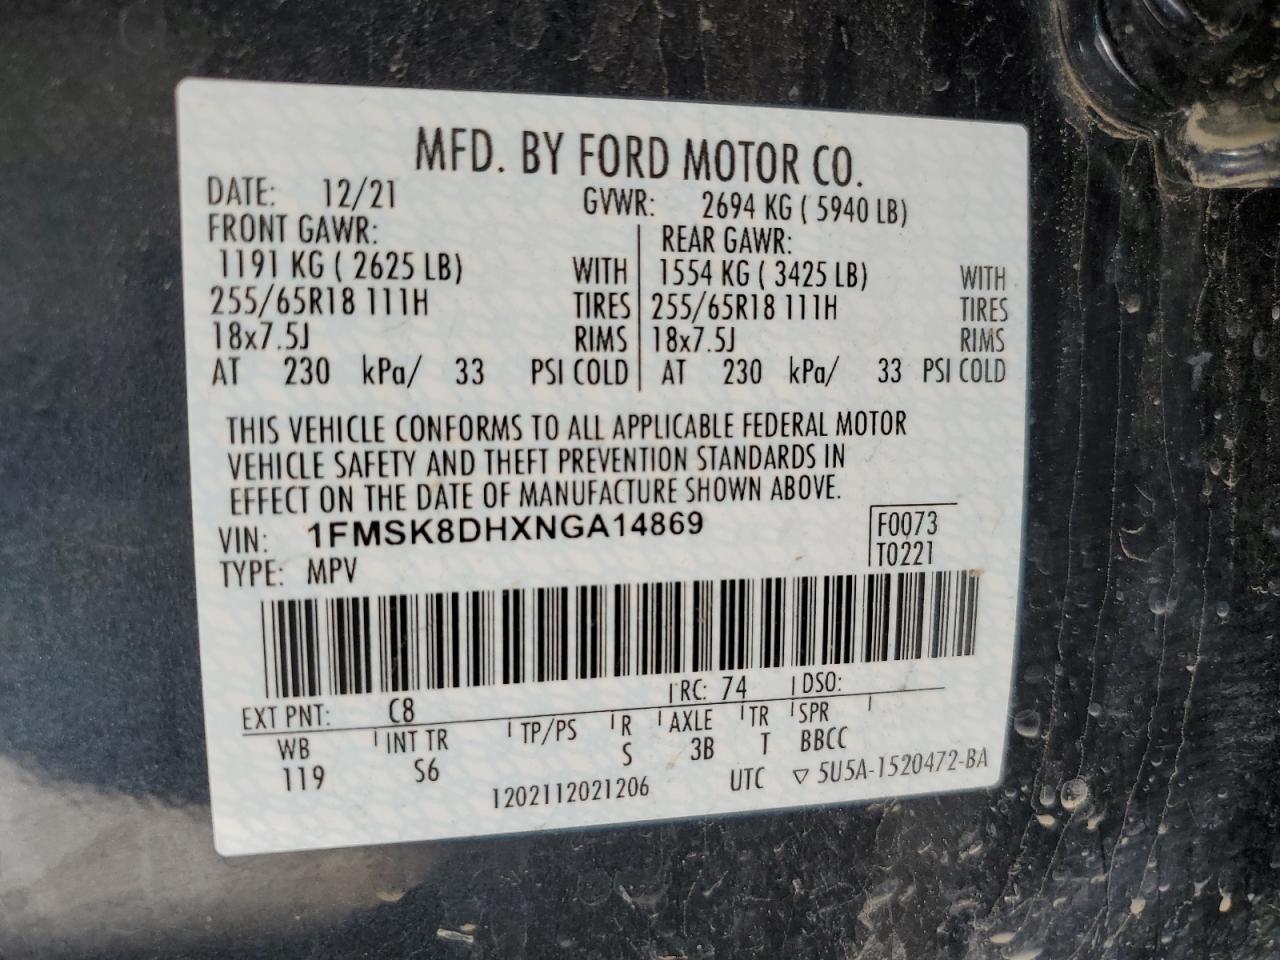 MFD. BY FORD MOTOR CO.
DATE: 12/21 GVWR: 2694 KG ( 5940 LB)
FRONT GAWR: REAR GAWR:
1191 KG ( 2625 LB) WITH 1554 KG ( 3425 LB) WITH
255/65R18 111H TIRES 255/65R18 111H TIRES
18x7.5J RIMS 18x7.5J RIMS
AT 230 kPa/ 33 PSI COLD AT 230 kPa/ 33 PSI COLD
THIS VEHICLE CONFORMS TO ALL APPLICABLE FEDERAL MOTOR
VEHICLE SAFETY AND THEFT PREVENTION STANDARDS IN
EFFECT ON THE DATE OF MANUFACTURE SHOWN ABOVE.
VIN: 1FMSK8DHXNGA14869 F0073
TYPE: MPV T0221
EXT PNT: C8 RC: 74 DSO:
WB INT TR TP/PS R AXLE TR SPR
119 S6 S 3B T BBCC
1202112021206 UTC ▽ 5U5A-1520472-BA